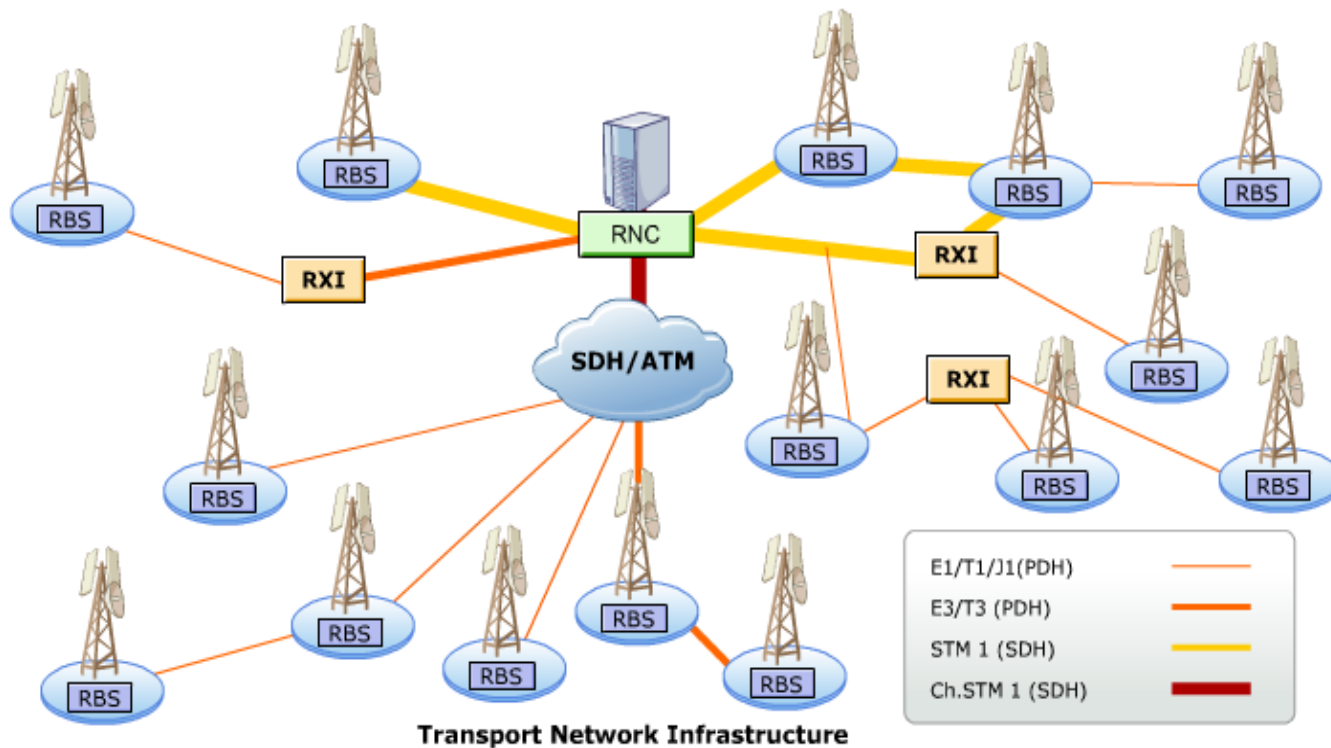 RBS
RBS
RBS
RBS
RBS
RNC
RXI
RXI
SDH/ATM
RBS
RXI
RBS
RBS
RBS
RBS
RBS
RBS
RBS
RBS
RBS
E1/T1/J1(PDH)
E3/T3 (PDH)
STM 1 (SDH)
Ch.STM 1 (SDH)
Transport Network Infrastructure